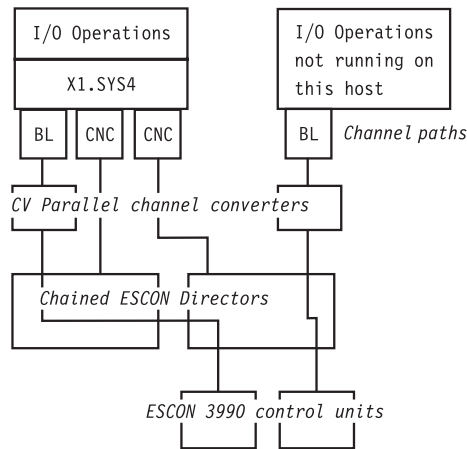 I/O Operations
X1.SYS4
I/O Operations
not running on
this host
BL
CNC
CNC
BL
Channel paths
CV Parallel channel converters
Chained ESCON Directors
ESCON 3990 control units